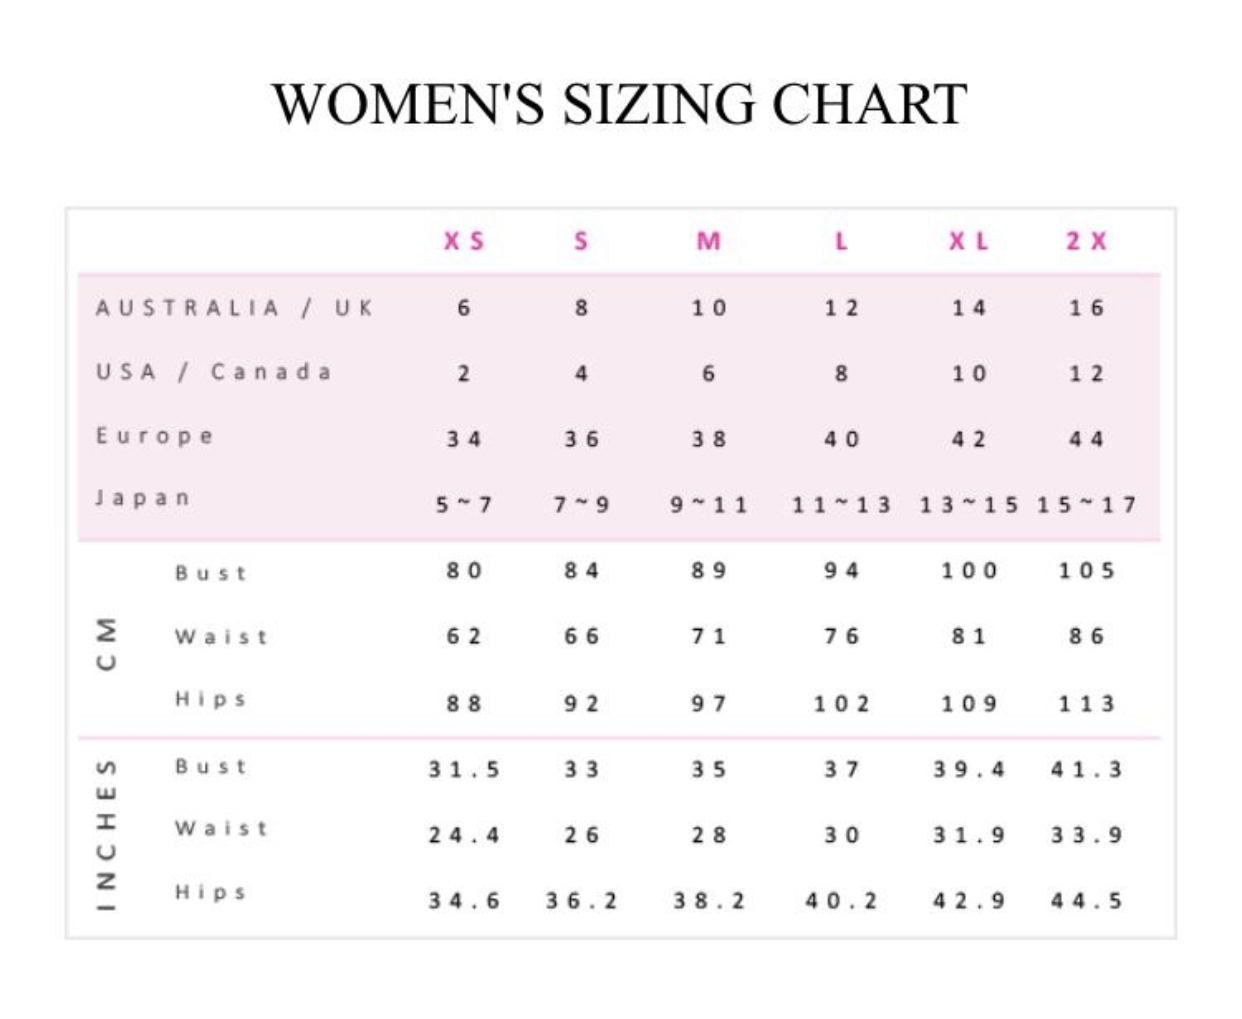 WOMEN'S SIZING CHART
XS S M L XL 2X
AUSTRALIA / UK 6 8 10 12 14 16
USA / Canada 2 4 6 8 10 12
Europe 34 36 38 40 42 44
Japan 5~7 7~9 9~11 11~13 13~15 15~17
CM
Bust 80 84 89 94 100 105
Waist 62 66 71 76 81 86
Hips 88 92 97 102 109 113
INCHES
Bust 31.5 33 35 37 39.4 41.3
Waist 24.4 26 28 30 31.9 33.9
Hips 34.6 36.2 38.2 40.2 42.9 44.5